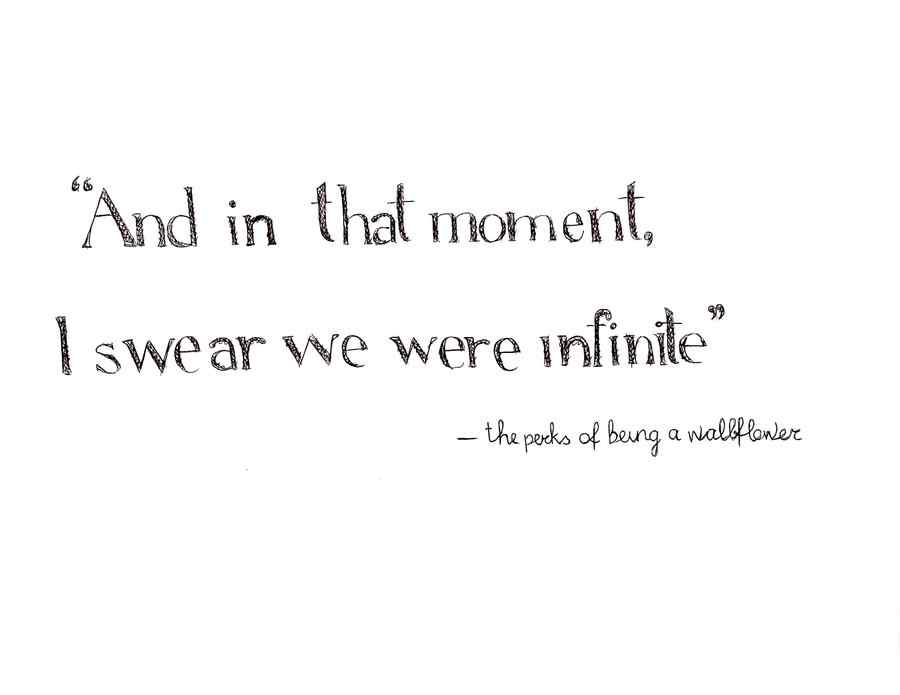 “And in that moment,
I swear we were infinite”
— the perks of being a wallflower